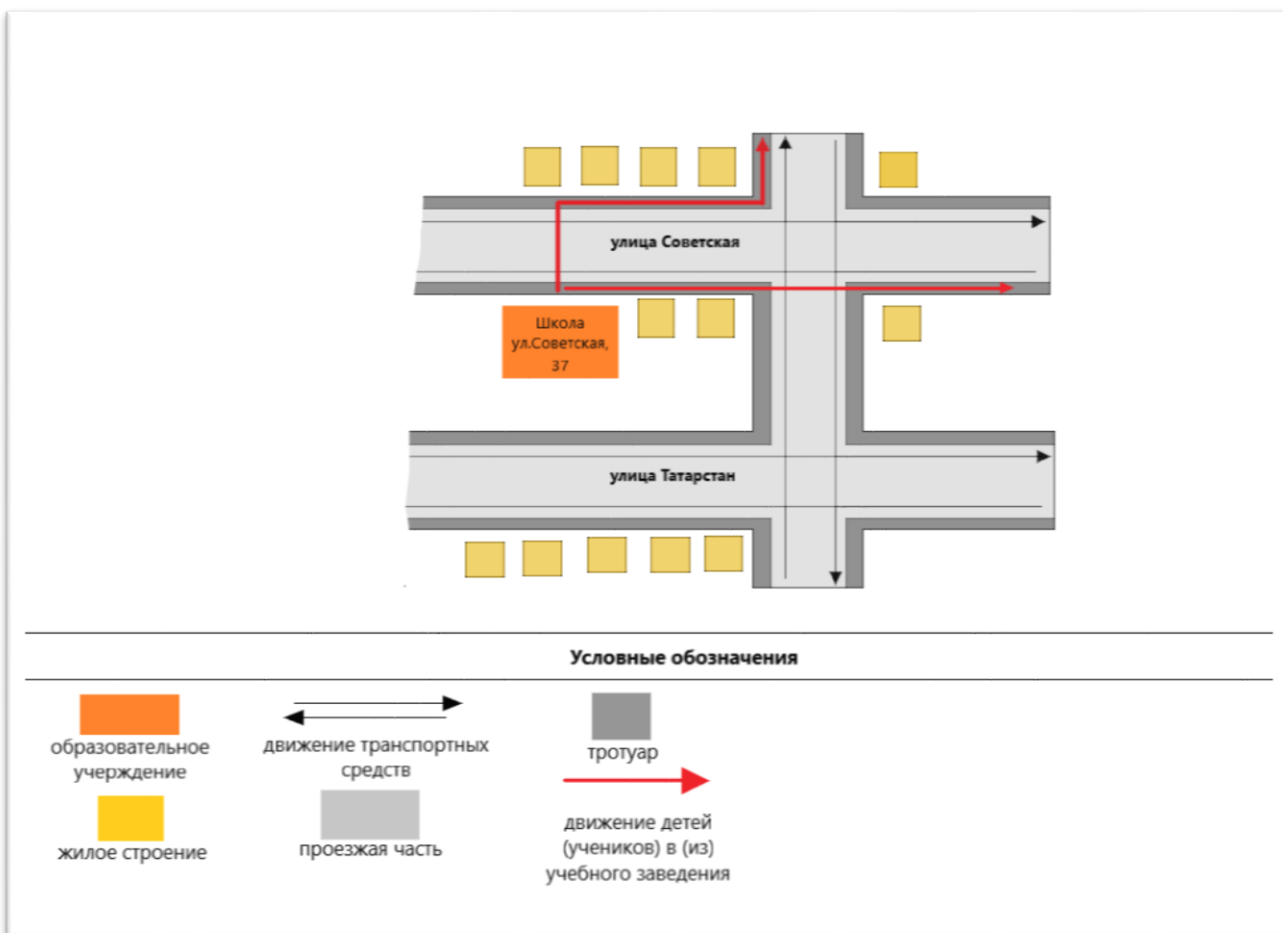 улица Советская
Школа
ул.Советская,
37
улица Татарстан
Условные обозначения
образовательное
учерждение
движение транспортных
средств
тротуар
жилое строение
проезжая часть
движение детей
(учеников) в (из)
учебного заведения